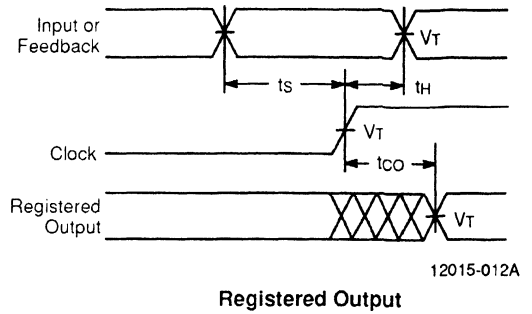 Input or
Feedback
VT
tS
tH
VT
Clock
tCO
Registered
Output
VT
12015-012A
Registered Output